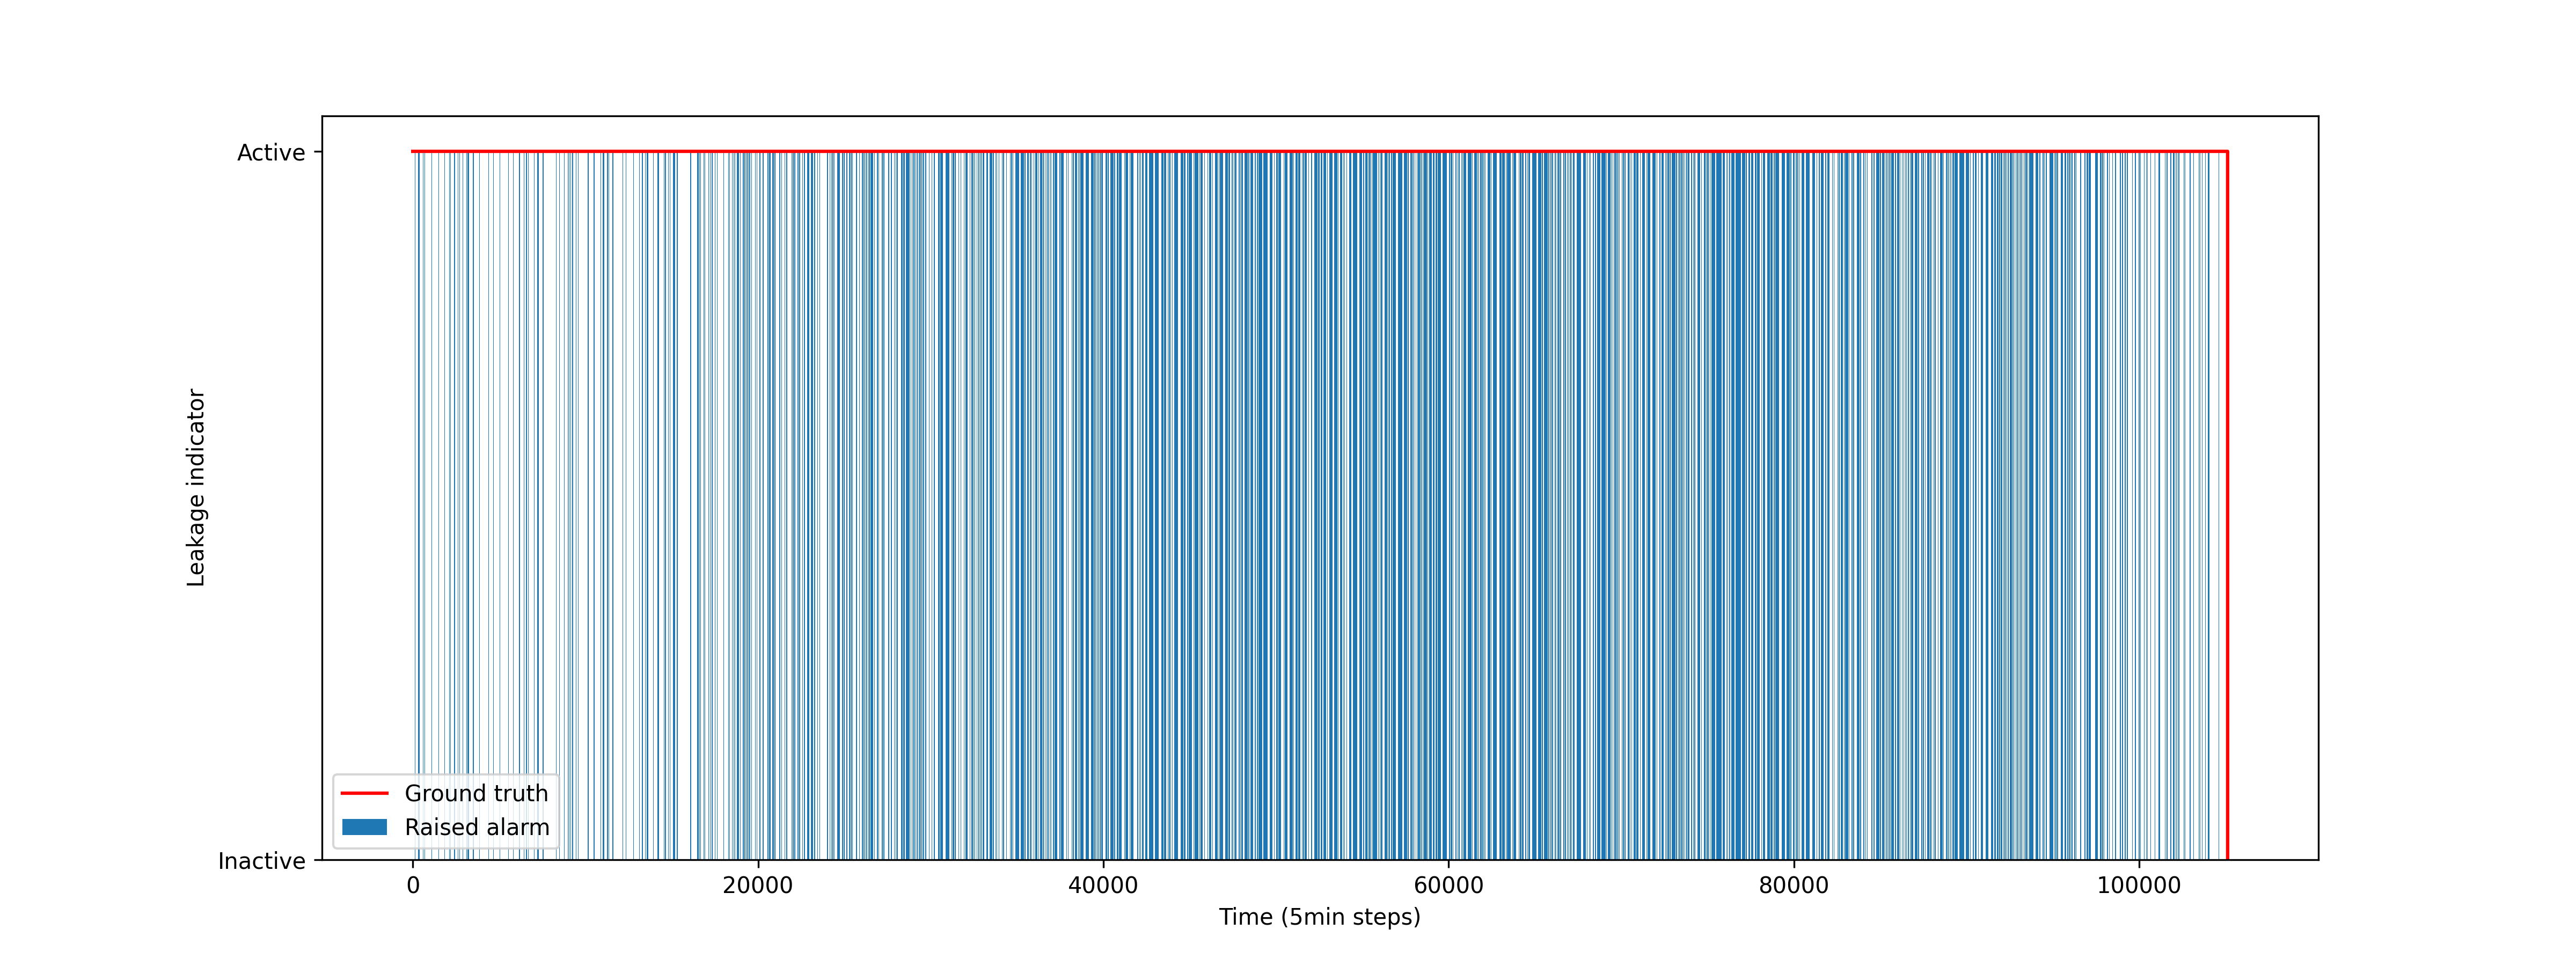 Active
Inactive
Leakage indicator
Ground truth
Raised alarm
0 20000 40000 60000 80000 100000
Time (5min steps)